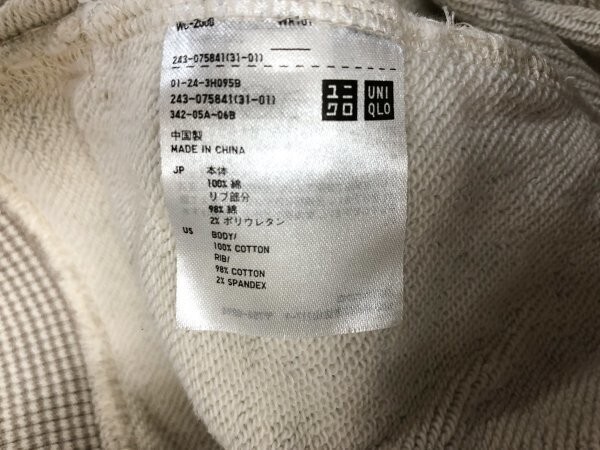 243-075841(31-01)
01-24-3H095B
243-075841(31-01)
342-05A-06B
ユニ
クロ
UNI
QLO
中国製
MADE IN CHINA
JP 本体
100% 綿
リブ部分
98% 綿
2% ポリウレタン
US BODY/
100% COTTON
RIB/
98% COTTON
2% SPANDEX